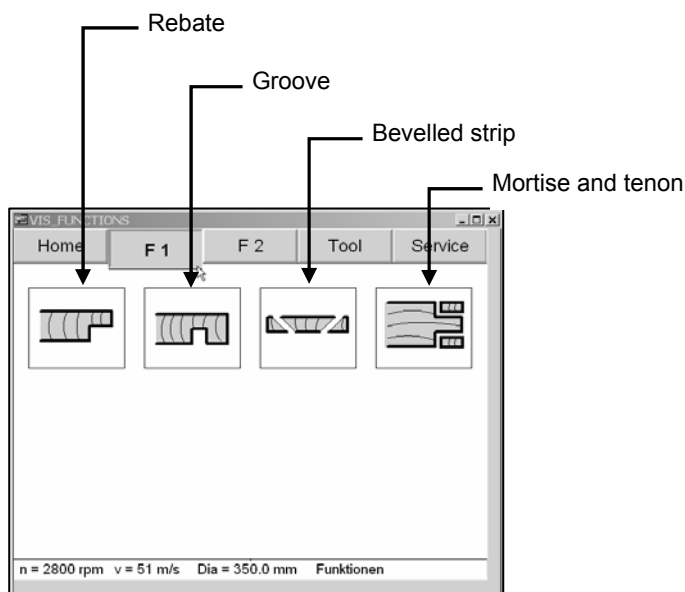 Rebate
Groove
Bevelled strip
Mortise and tenon
VIS_FUNCTIONS
Home F 1 F 2 Tool Service
n = 2800 rpm v = 51 m/s Dia = 350.0 mm Funktionen